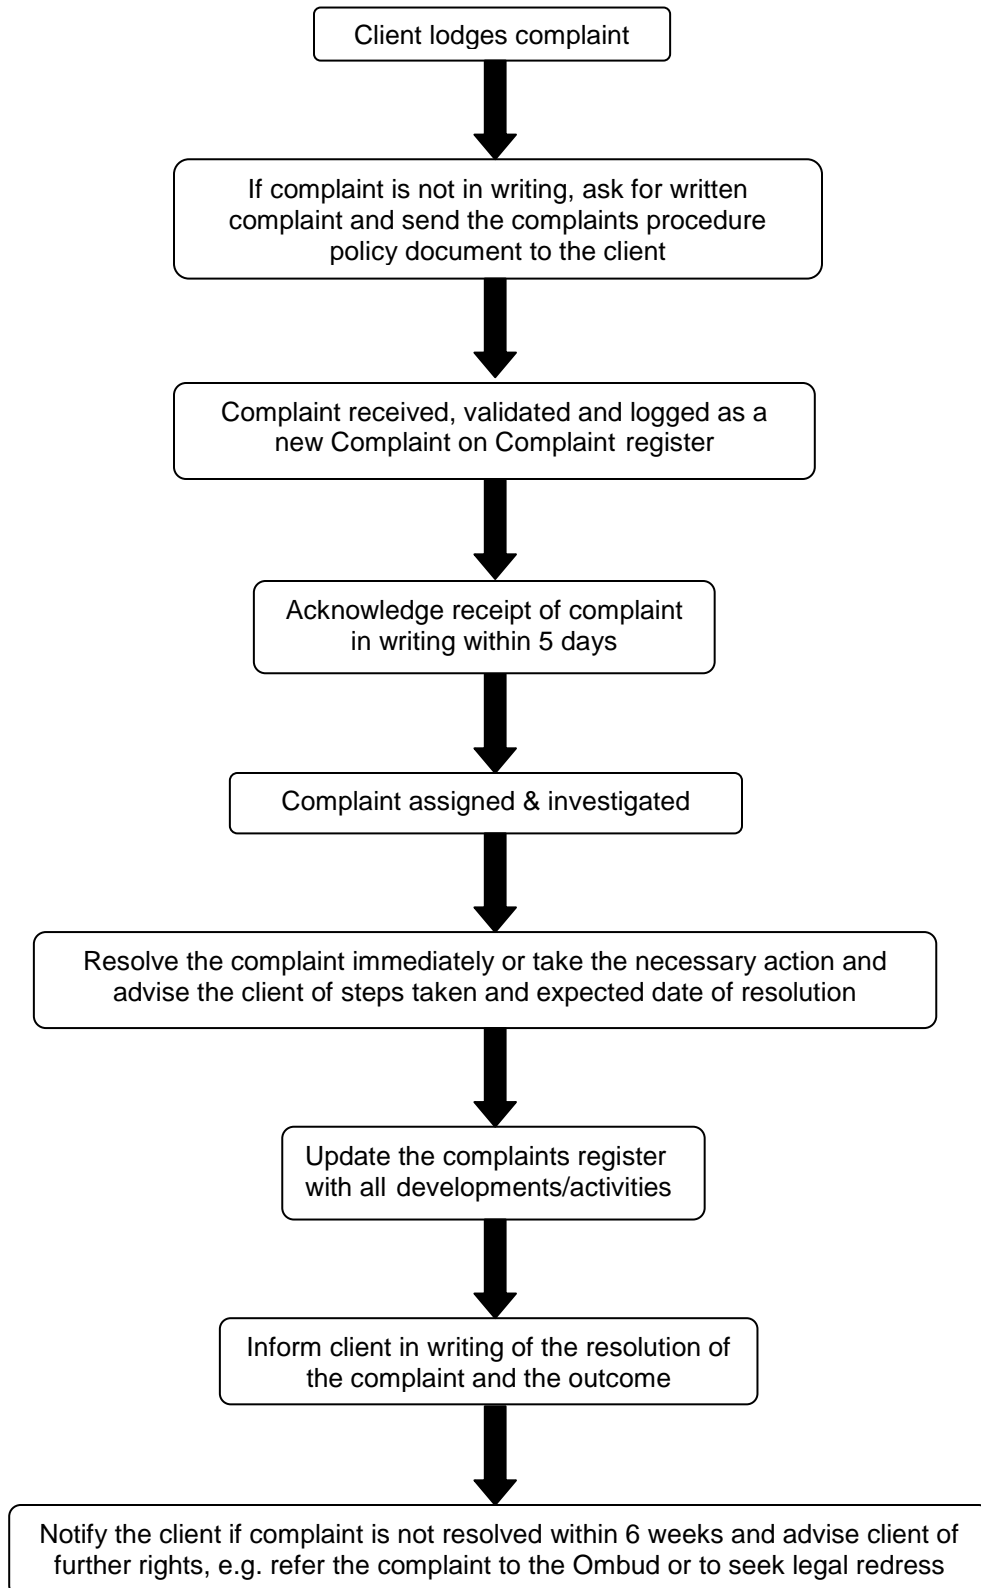 Client lodges complaint
If complaint is not in writing, ask for written
complaint and send the complaints procedure
policy document to the client
Complaint received, validated and logged as a
new Complaint on Complaint register
Acknowledge receipt of complaint
in writing within 5 days
Complaint assigned & investigated
Resolve the complaint immediately or take the necessary action and
advise the client of steps taken and expected date of resolution
Update the complaints register
with all developments/activities
Inform client in writing of the resolution of
the complaint and the outcome
Notify the client if complaint is not resolved within 6 weeks and advise client of
further rights, e.g. refer the complaint to the Ombud or to seek legal redress